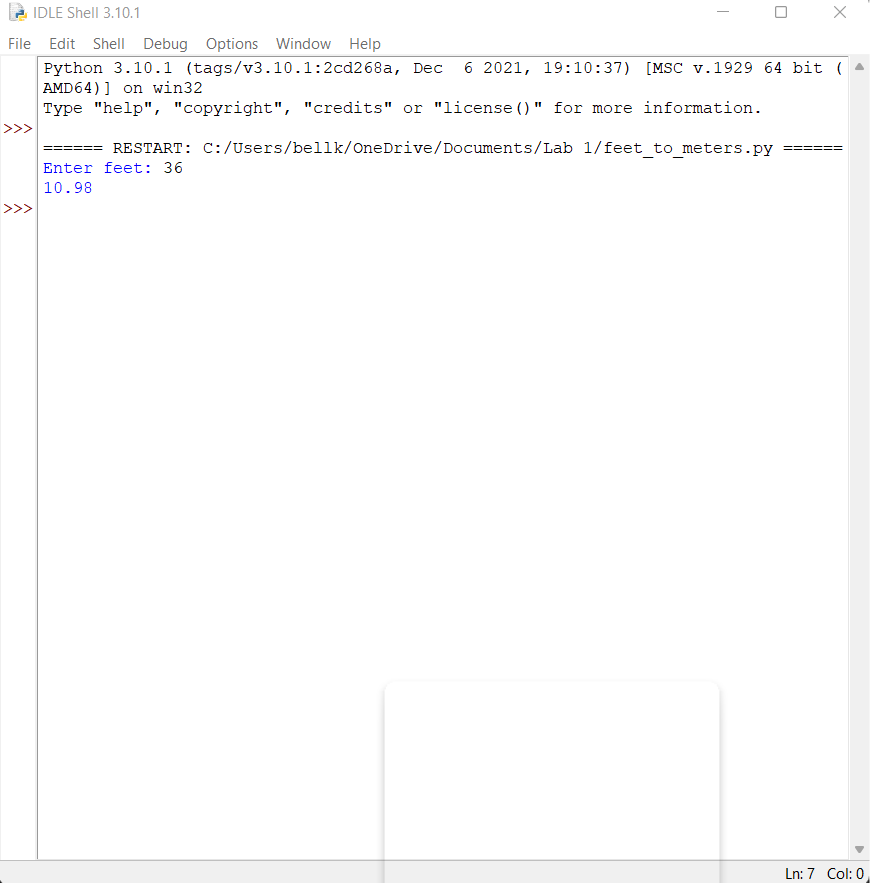 IDLE Shell 3.10.1
File Edit Shell Debug Options Window Help
Python 3.10.1 (tags/v3.10.1:2cd268a, Dec  6 2021, 19:10:37) [MSC v.1929 64 bit (
AMD64)] on win32
Type "help", "copyright", "credits" or "license()" for more information.
>>>
====== RESTART: C:/Users/bellk/OneDrive/Documents/Lab 1/feet_to_meters.py ======
Enter feet: 36
10.98
>>>
Ln: 7 Col: 0